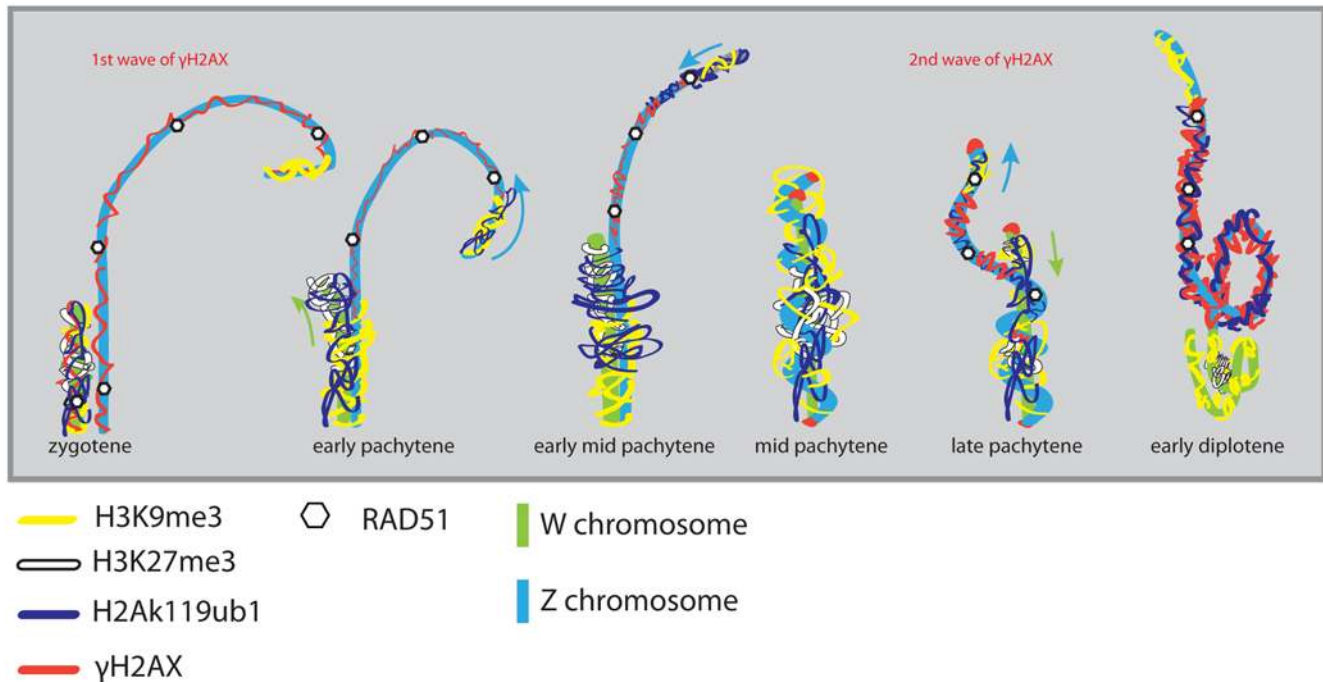 1st wave of γH2AX
2nd wave of γH2AX
zygotene
early pachytene
early mid pachytene
mid pachytene
late pachytene
early diplotene
H3K9me3
RAD51
W chromosome
H3K27me3
H2Ak119ub1
Z chromosome
γH2AX